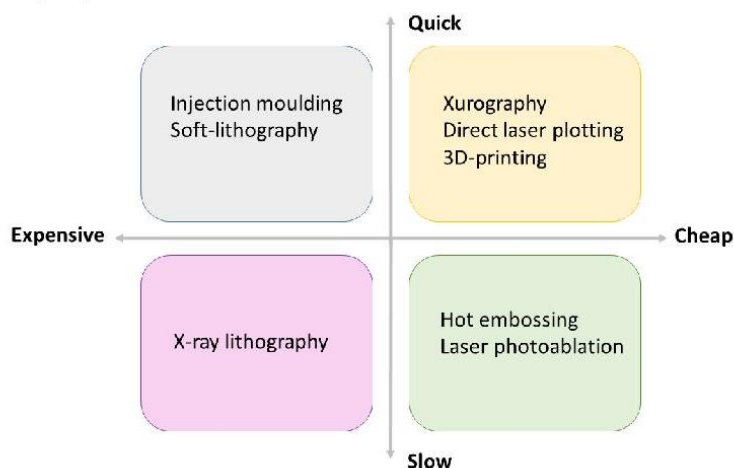 Quick
Injection moulding
Soft-lithography
Xurography
Direct laser plotting
3D-printing
Expensive
Cheap
X-ray lithography
Hot embossing
Laser photoablation
Slow